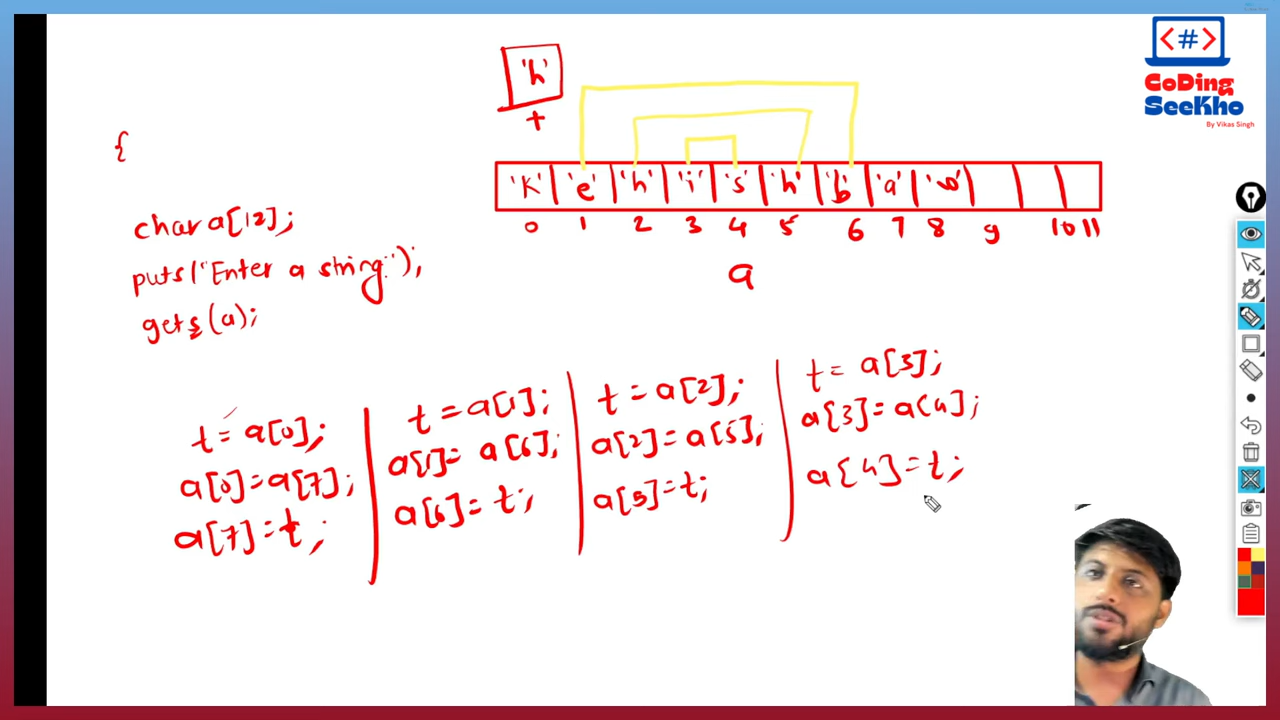 'h'
t
<#>
CoDing
SeeKho
By Vikas Singh
{
char a[12];
puts("Enter a string:");
gets(a);
'K' 'e' 'h' 'i' 's' 'h' 'b' 'a' '\0'
0 1 2 3 4 5 6 7 8 9 10 11
a
t = a[0];
a[0]=a[7];
a[7]=t;
t = a[1];
a[1]= a[6];
a[6]= t;
t = a[2];
a[2]= a[5];
a[5]=t;
t = a[3];
a[3]=a[4];
a[4]=t;